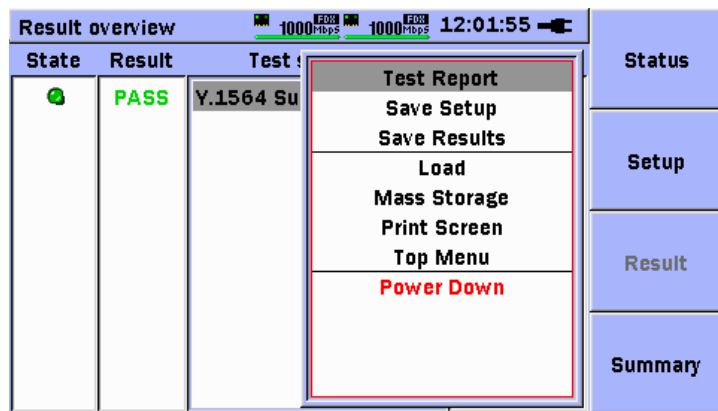 Result overview 1000 FDX Mbps 1000 FDX Mbps 12:01:55
State Result Test
PASS Y.1564 Su
Test Report
Save Setup
Save Results
Load
Mass Storage
Print Screen
Top Menu
Power Down
Status
Setup
Result
Summary